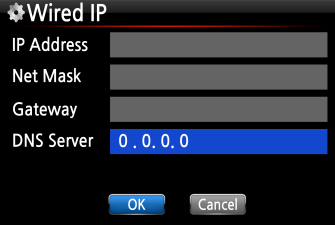 Wired IP
IP Address
Net Mask
Gateway
DNS Server 0 . 0. 0. 0
OK Cancel